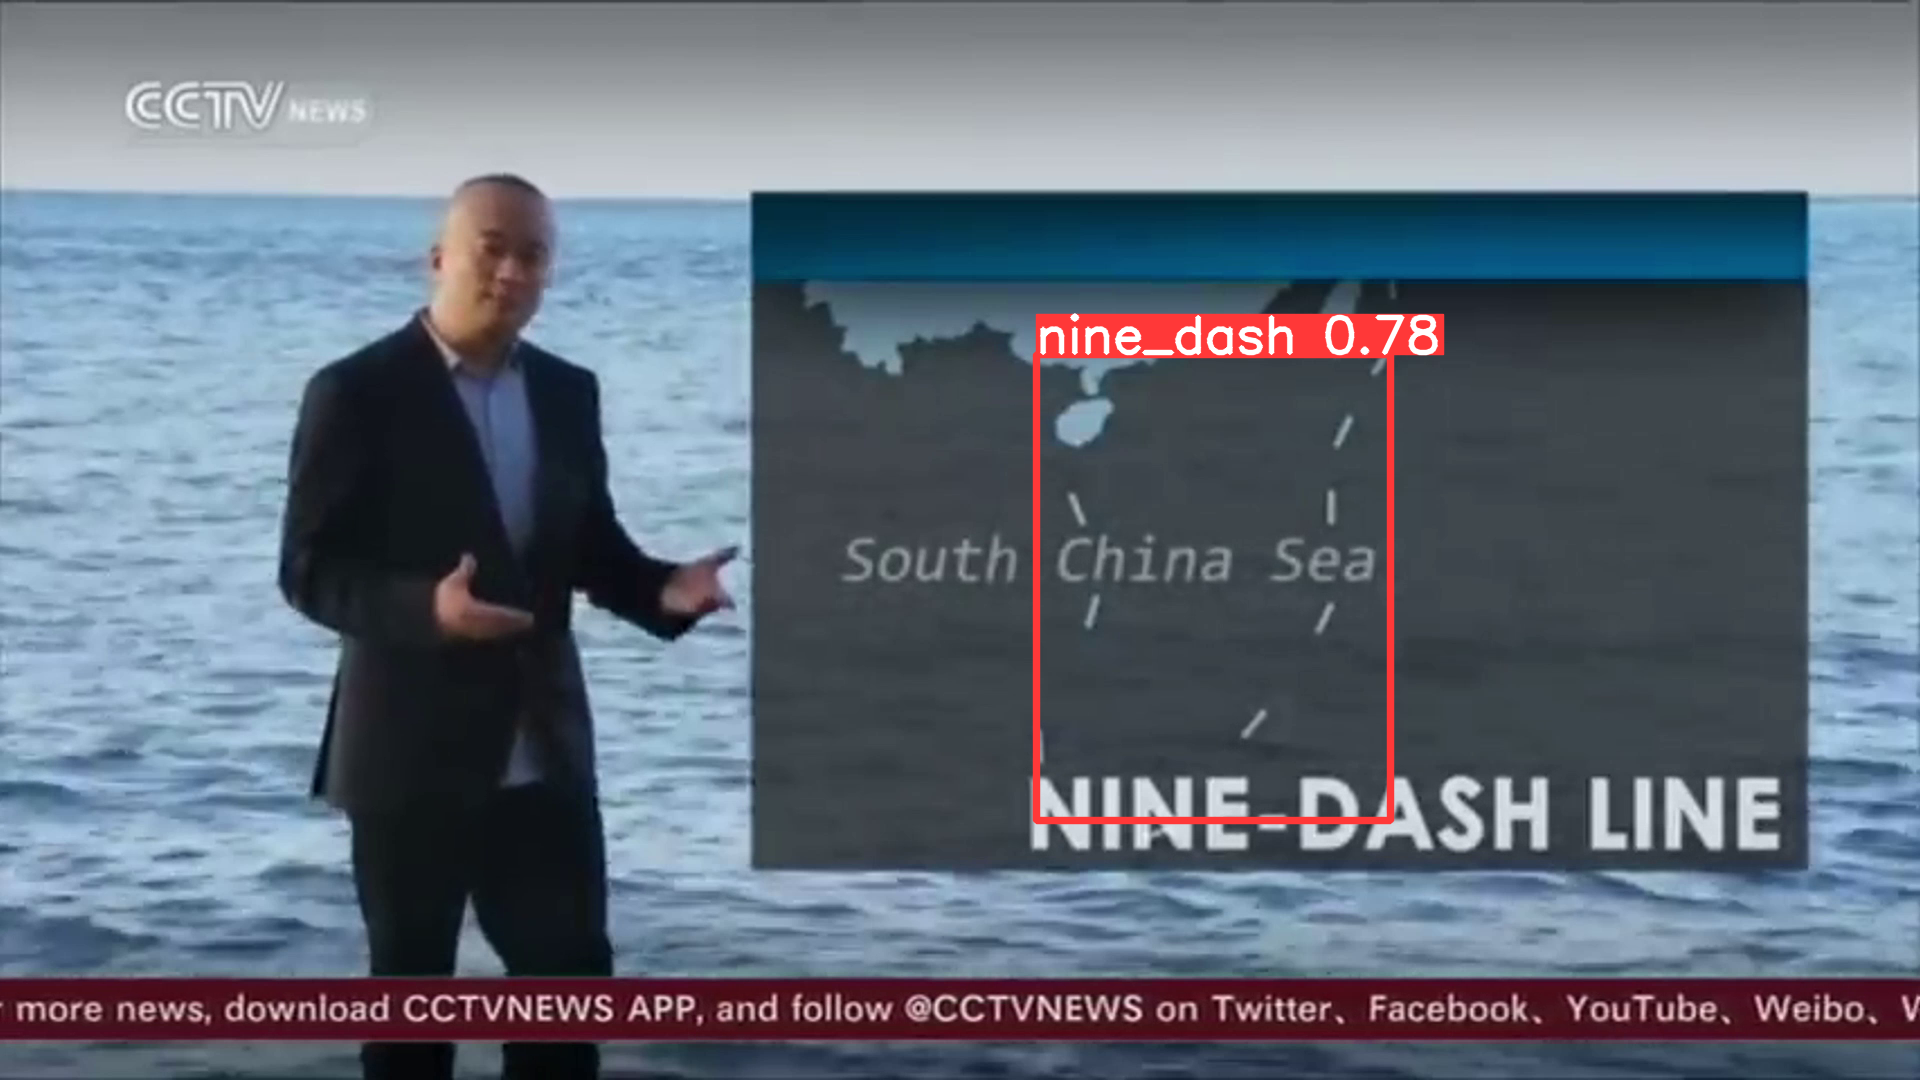 CCTV NEWS
nine_dash 0.78
South China Sea
NINE-DASH LINE
more news, download CCTVNEWS APP, and follow @CCTVNEWS on Twitter、Facebook、YouTube、Weibo、